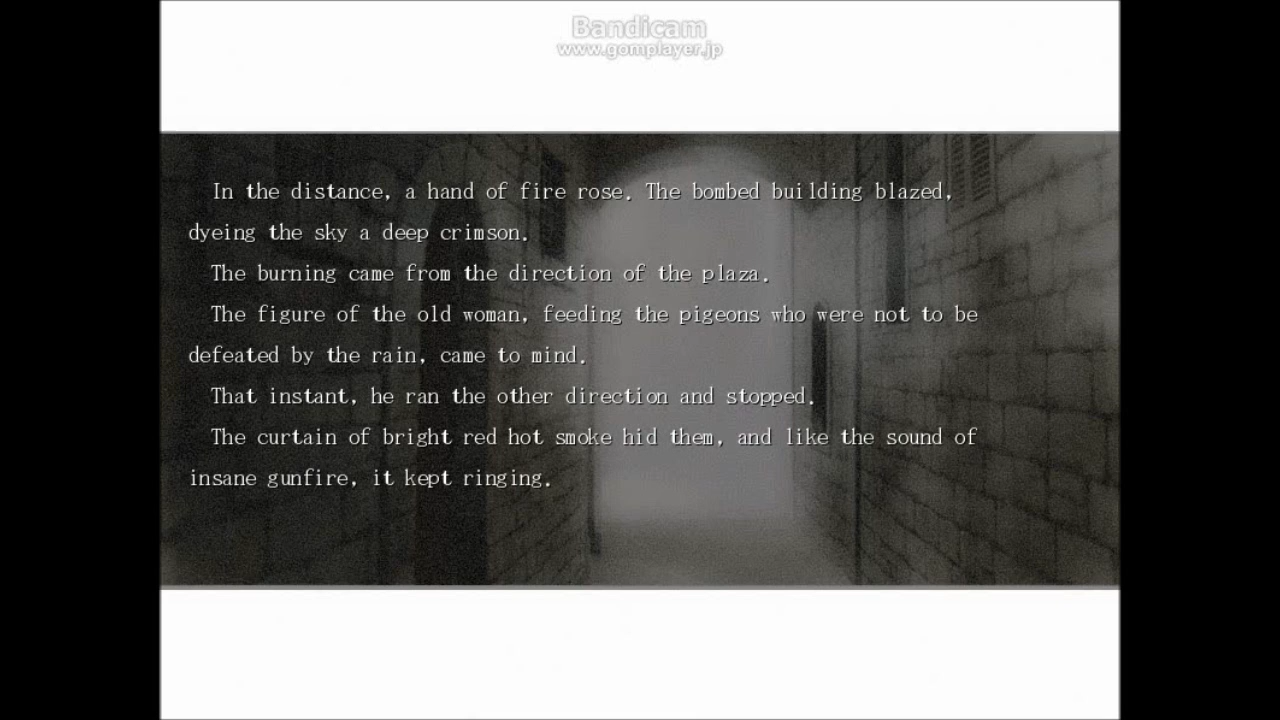 Bandicam
www.gomplayer.jp
In the distance, a hand of fire rose. The bombed building blazed,
dyeing the sky a deep crimson.
The burning came from the direction of the plaza.
The figure of the old woman, feeding the pigeons who were not to be
defeated by the rain, came to mind.
That instant, he ran the other direction and stopped.
The curtain of bright red hot smoke hid them, and like the sound of
insane gunfire, it kept ringing.